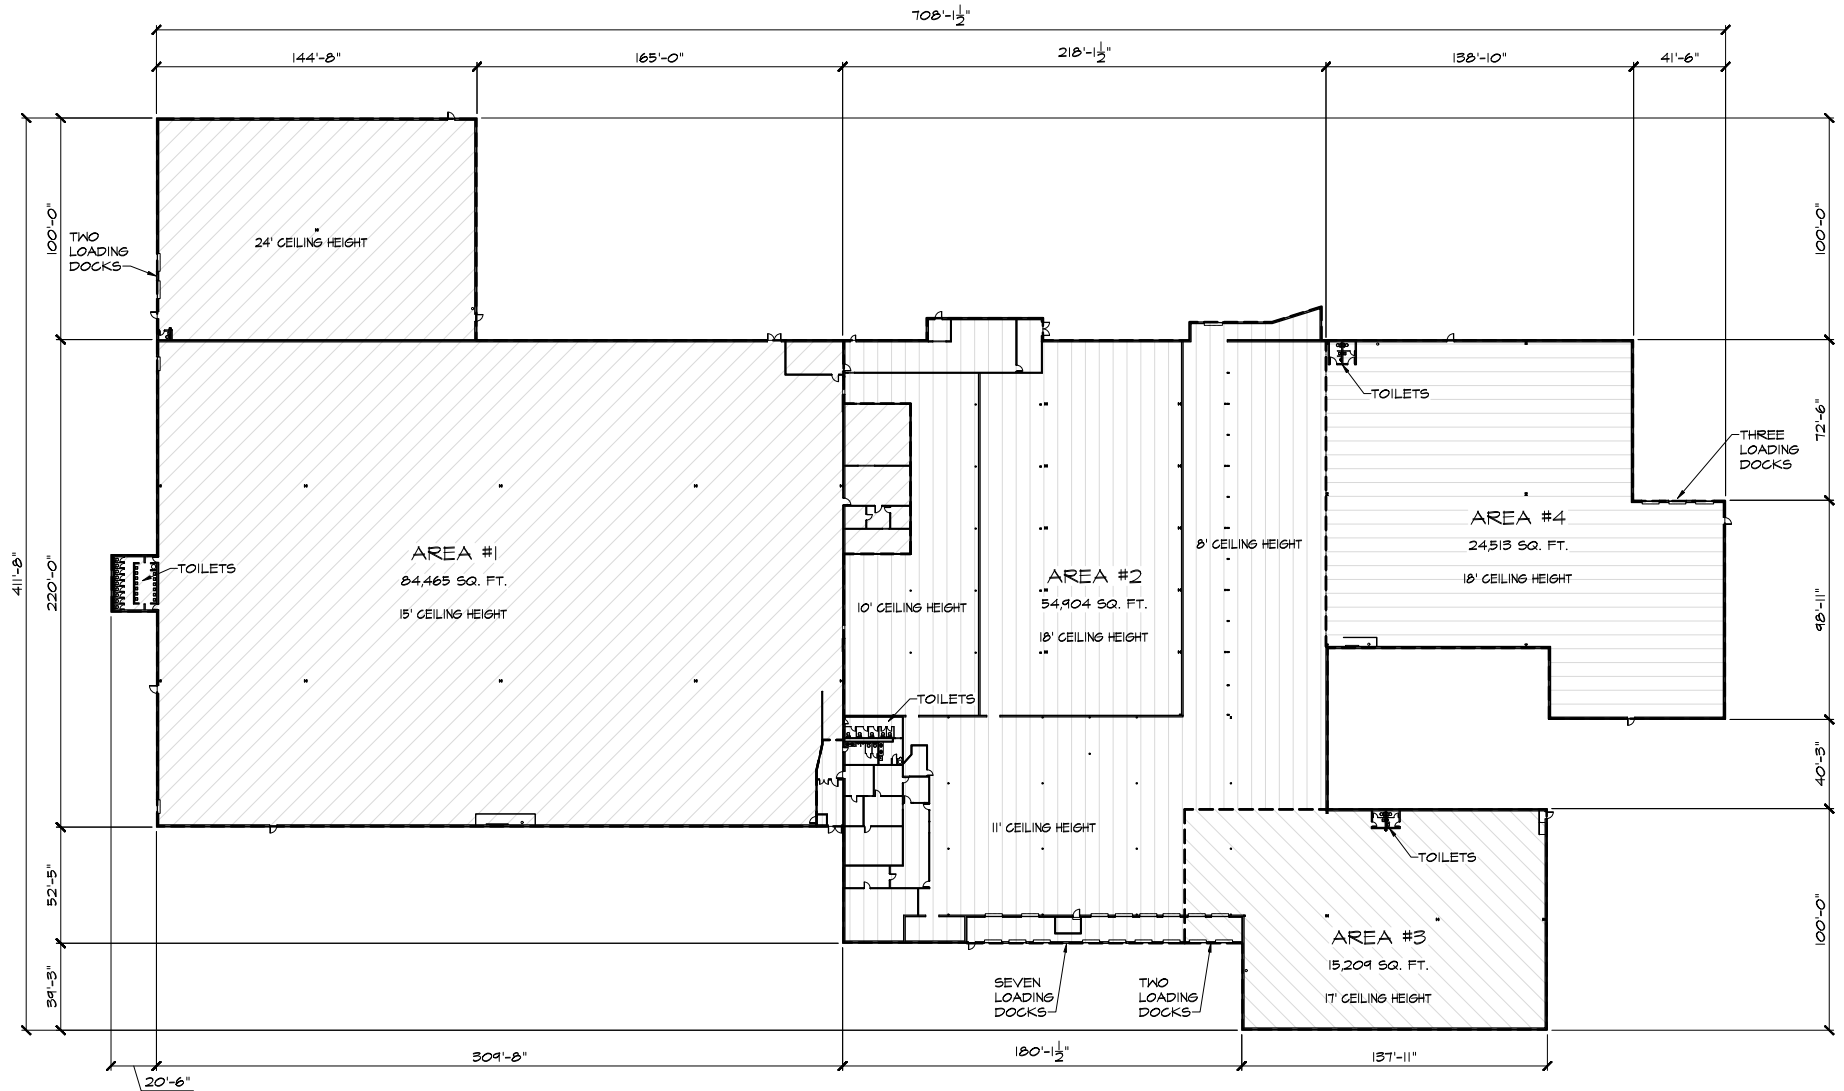 708'-1 1/2"
144'-8"
165'-0"
218'-1 1/2"
138'-10"
41'-6"
100'-0"
TWO
LOADING
DOCKS
24' CEILING HEIGHT
100'-0"
TOILETS
72'-6"
THREE
LOADING
DOCKS
411'-8"
220'-0"
TOILETS
AREA #1
84,465 SQ. FT.
15' CEILING HEIGHT
10' CEILING HEIGHT
AREA #2
54,904 SQ. FT.
18' CEILING HEIGHT
8' CEILING HEIGHT
AREA #4
24,513 SQ. FT.
18' CEILING HEIGHT
98'-11"
TOILETS
40'-3"
11' CEILING HEIGHT
TOILETS
52'-5"
AREA #3
15,209 SQ. FT.
17' CEILING HEIGHT
100'-0"
39'-3"
SEVEN
LOADING
DOCKS
TWO
LOADING
DOCKS
309'-8"
180'-1 1/2"
137'-11"
20'-6"